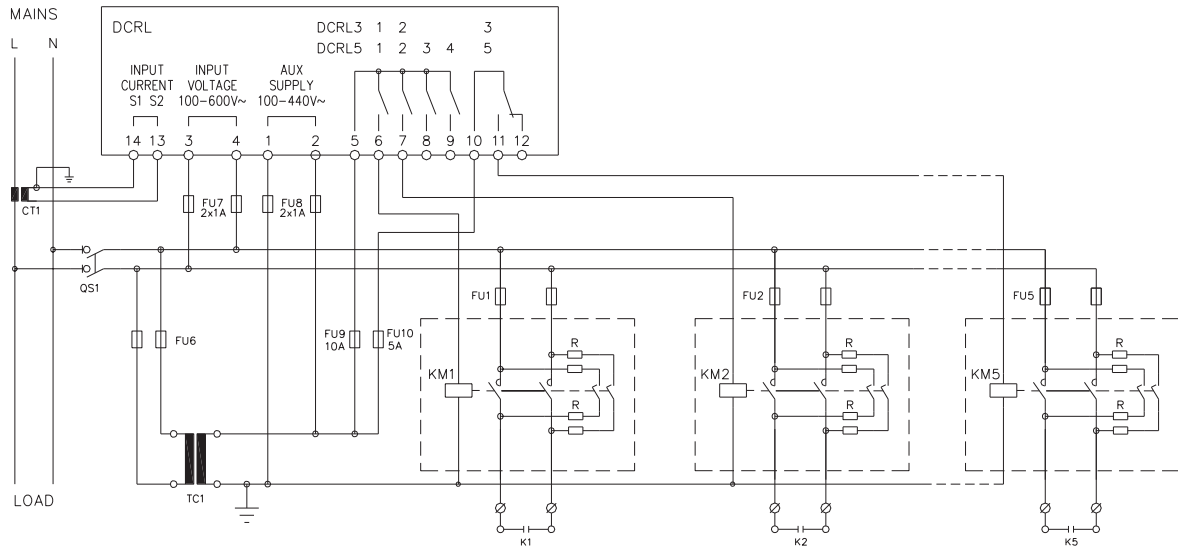 MAINS
L N
DCRL
DCRL3 1 2 3
DCRL5 1 2 3 4 5
INPUT CURRENT
S1 S2
INPUT VOLTAGE
100-600V~
AUX SUPPLY
100-440V~
14 13 3 4 1 2 5 6 7 8 9 10 11 12
CT1
FU7
2x1A
FU8
2x1A
QS1
FU1
FU2
FU5
FU6
FU9
10A
FU10
5A
KM1
R
R
KM2
R
R
KM5
R
R
LOAD
TC1
K1
K2
K5